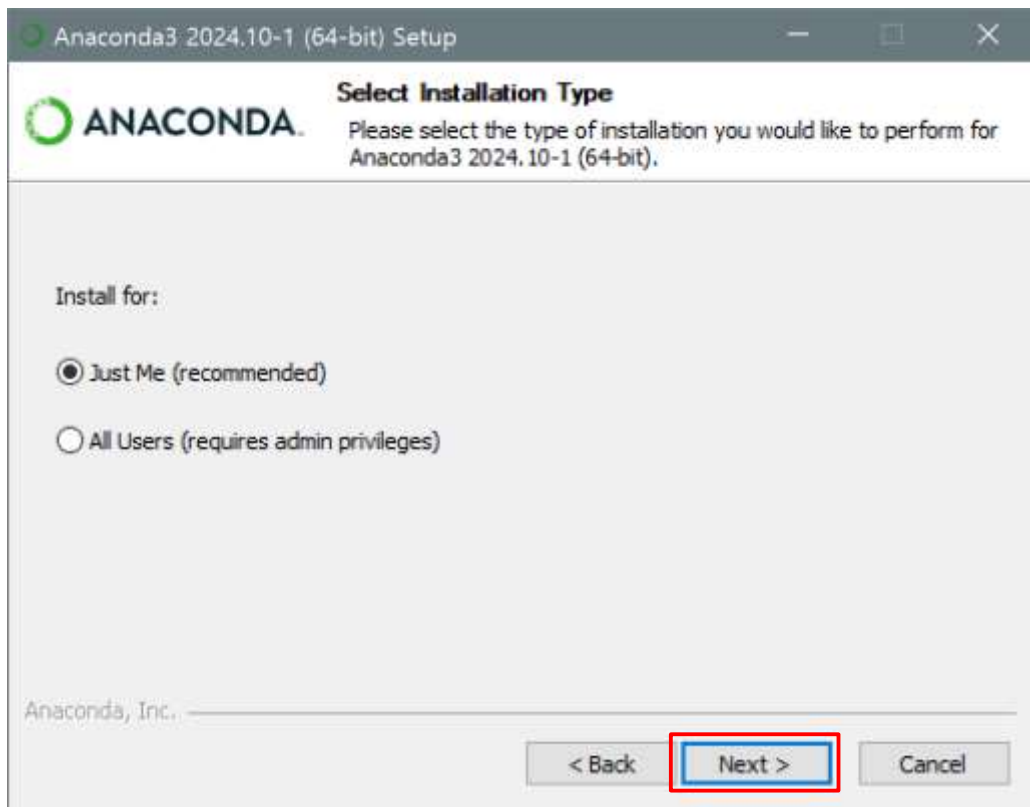 Anaconda3 2024.10-1 (64-bit) Setup
ANACONDA.
Select Installation Type
Please select the type of installation you would like to perform for
Anaconda3 2024.10-1 (64-bit).
Install for:
Just Me (recommended)
All Users (requires admin privileges)
Anaconda, Inc.
< Back
Next >
Cancel